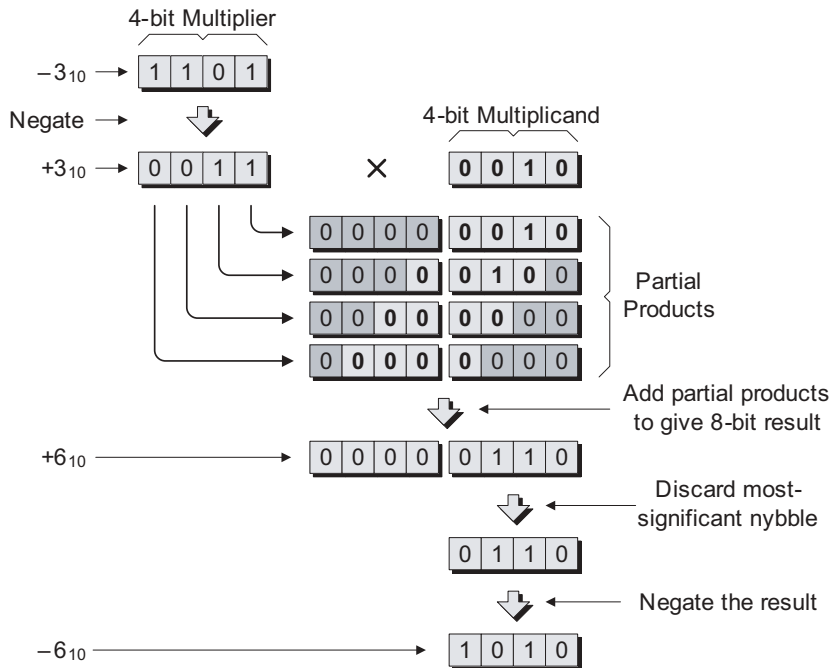 4-bit Multiplier
–3₁₀ 1 1 0 1
Negate
4-bit Multiplicand
+3₁₀ 0 0 1 1 × 0 0 1 0
0 0 0 0 0 0 1 0
0 0 0 0 0 1 0 0
0 0 0 0 0 0 0 0
0 0 0 0 0 0 0 0
Partial
Products
Add partial products
to give 8-bit result
+6₁₀ 0 0 0 0 0 1 1 0
Discard most-
significant nybble
0 1 1 0
Negate the result
–6₁₀ 1 0 1 0